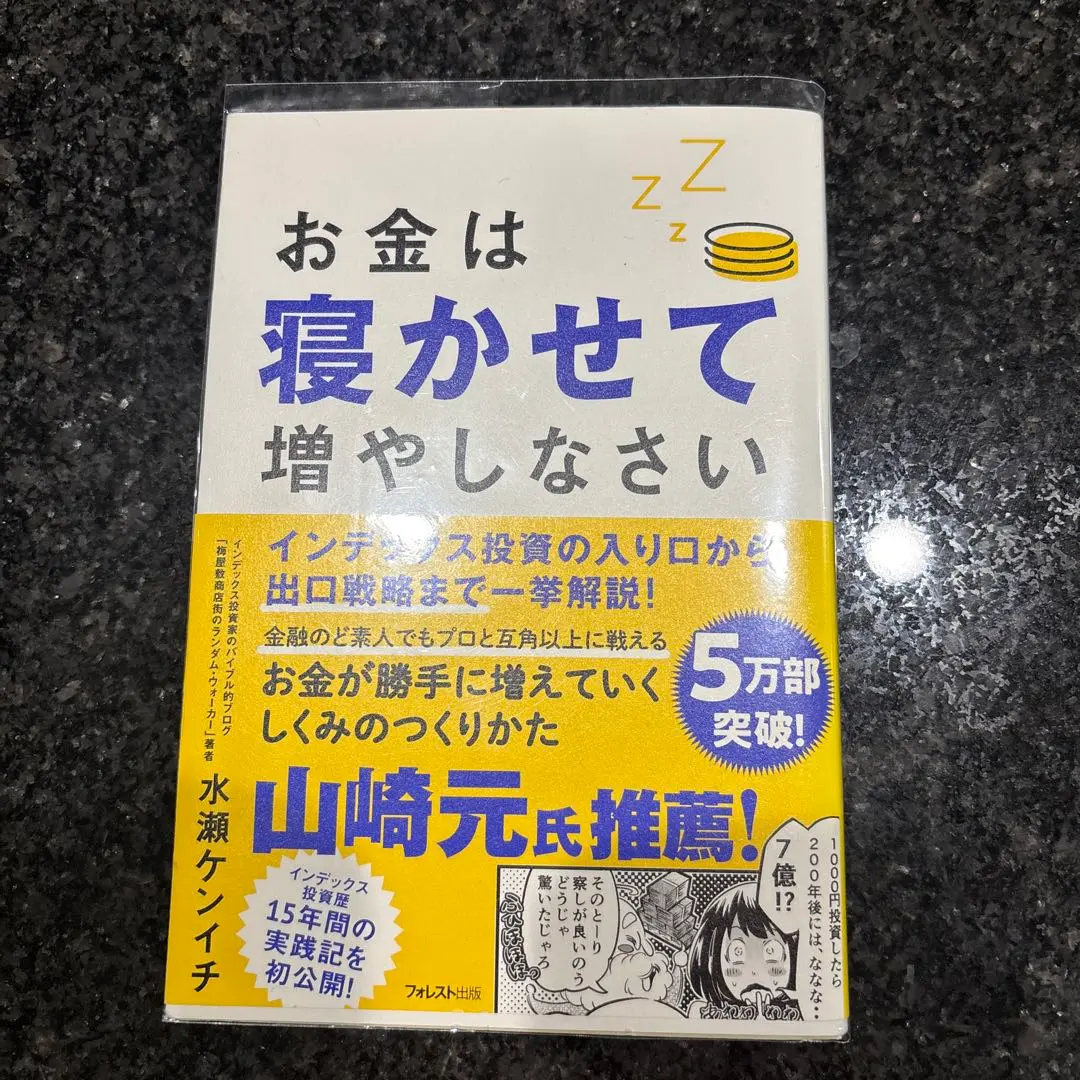 Z
Z
z
お金は
寝かせて
増やしなさい
インデックス投資の入り口から
出口戦略まで一挙解説!
金融のど素人でもプロと互角以上に戦える
お金が勝手に増えていく
しくみのつくりかた
5万部
突破!
山崎元氏推薦!
インデックス投資家のバイブル的ブログ
「梅屋敷商店街のランダム・ウォーカー」著者
水瀬ケンイチ
インデックス
投資歴
15年間の
実践記を
初公開!
フォレスト出版
1000円投資したら
200年後には、ななな‥
7億!?
そのとーり
察しが良いのう
どうじゃ
驚いたじゃろ